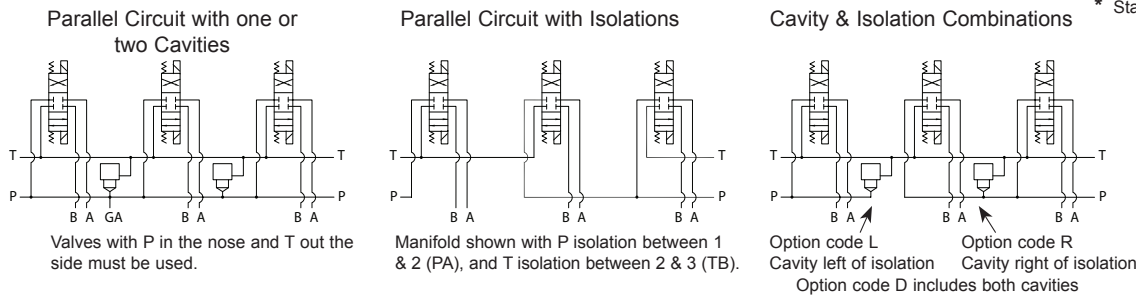 Parallel Circuit with one or
two Cavities
Parallel Circuit with Isolations
Cavity & Isolation Combinations
* Sta
T T
P P
B A GA B A B A
Valves with P in the nose and T out the
side must be used.
T T
P P
B A B A B A
Manifold shown with P isolation between 1
& 2 (PA), and T isolation between 2 & 3 (TB).
T T
P P
B A B A B A
Option code L
Cavity left of isolation
Option code R
Cavity right of isolation
Option code D includes both cavities